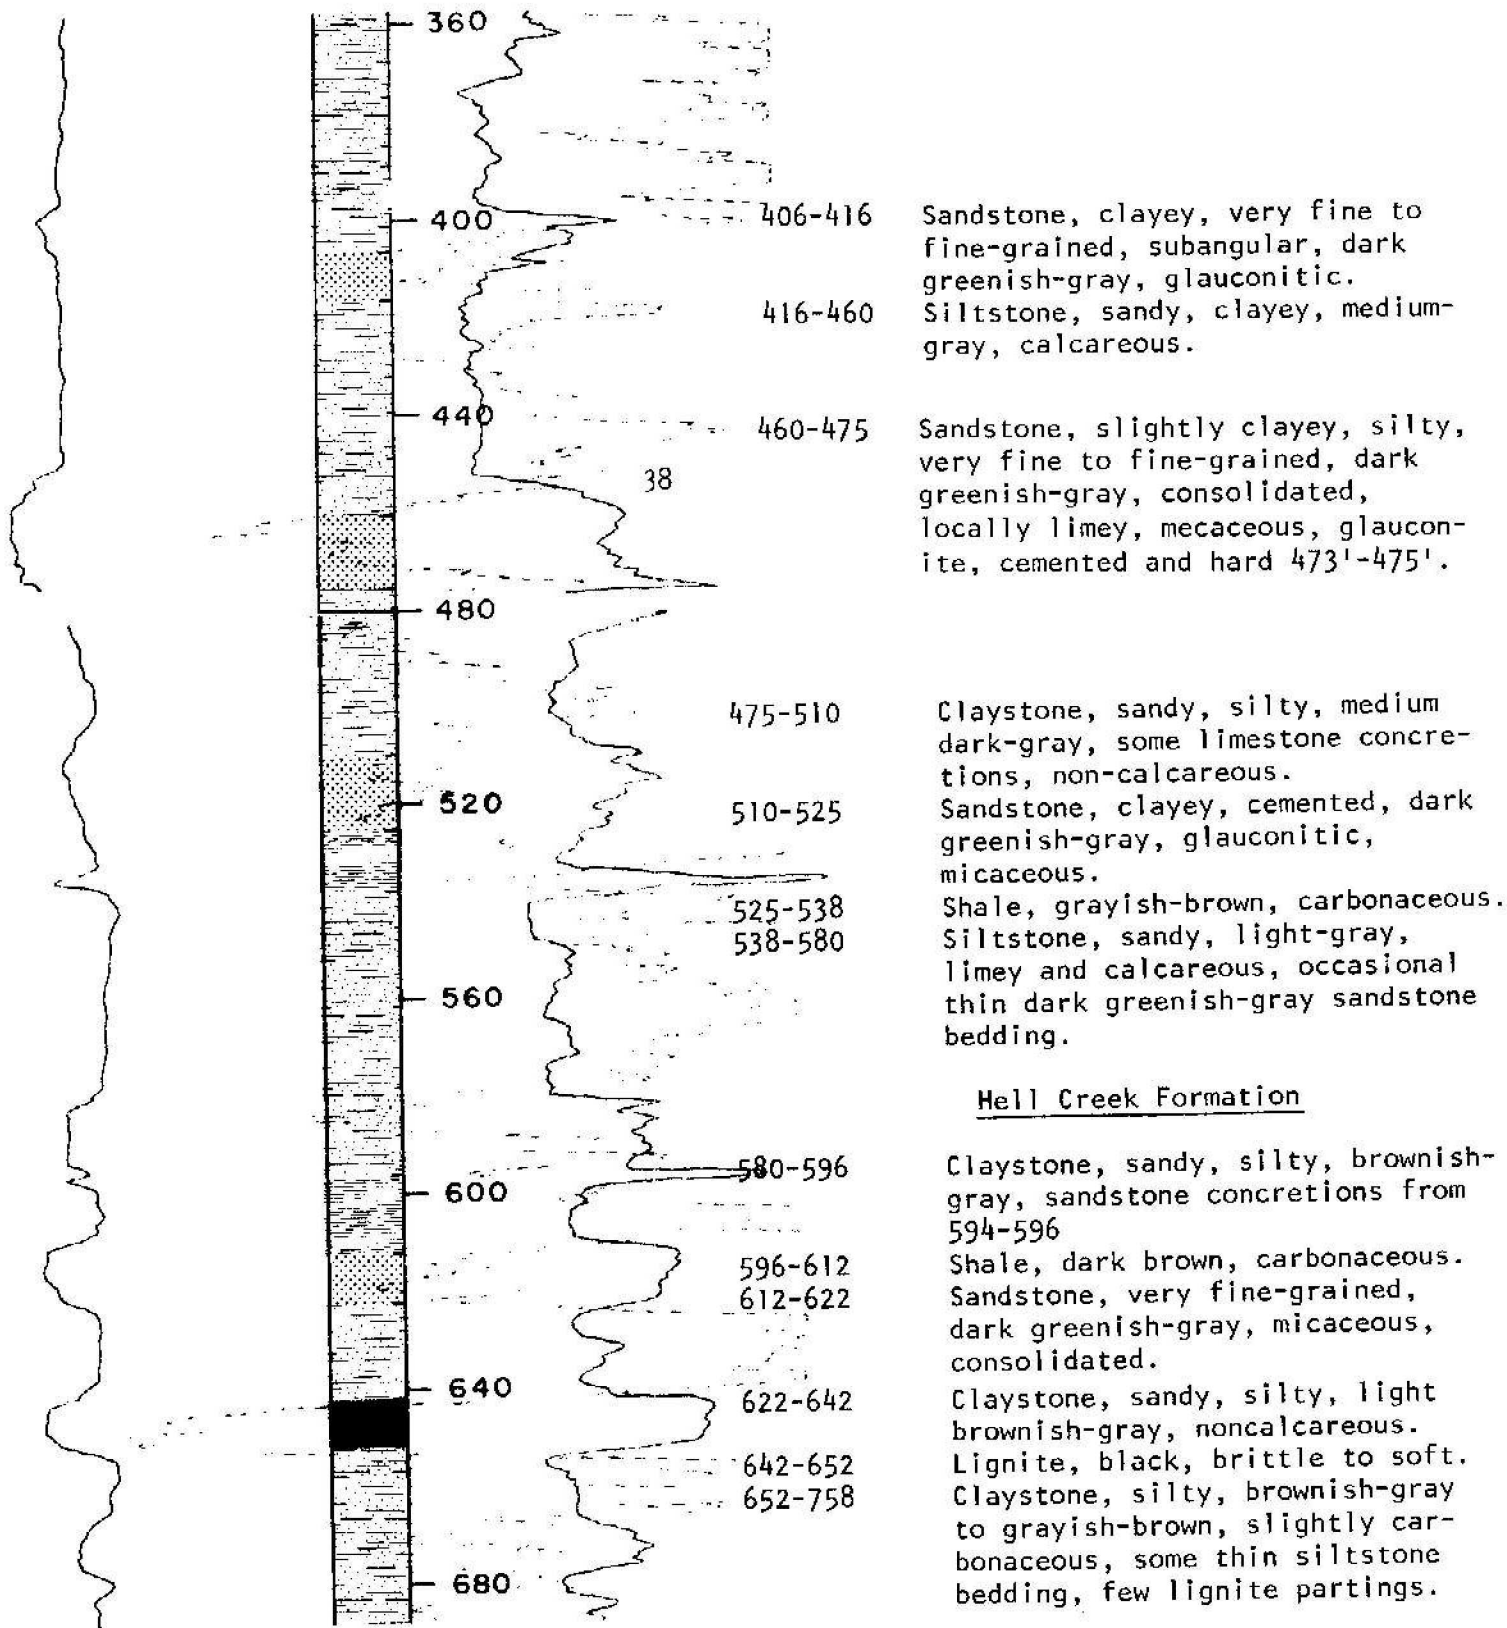 360
400
406-416 Sandstone, clayey, very fine to
fine-grained, subangular, dark
greenish-gray, glauconitic.
416-460 Siltstone, sandy, clayey, medium-
gray, calcareous.
440
460-475 Sandstone, slightly clayey, silty,
very fine to fine-grained, dark
38
greenish-gray, consolidated,
locally limey, mecaceous, glaucon-
ite, cemented and hard 473'-475'.
480
475-510 Claystone, sandy, silty, medium
dark-gray, some limestone concre-
tions, non-calcareous.
520
510-525 Sandstone, clayey, cemented, dark
greenish-gray, glauconitic,
micaceous.
525-538 Shale, grayish-brown, carbonaceous.
538-580 Siltstone, sandy, light-gray,
limey and calcareous, occasional
560
thin dark greenish-gray sandstone
bedding.
Hell Creek Formation
580-596 Claystone, sandy, silty, brownish-
600
gray, sandstone concretions from
594-596
596-612 Shale, dark brown, carbonaceous.
612-622 Sandstone, very fine-grained,
dark greenish-gray, micaceous,
consolidated.
640
622-642 Claystone, sandy, silty, light
brownish-gray, noncalcareous.
642-652 Lignite, black, brittle to soft.
652-758 Claystone, silty, brownish-gray
to grayish-brown, slightly car-
bonaceous, some thin siltstone
680
bedding, few lignite partings.